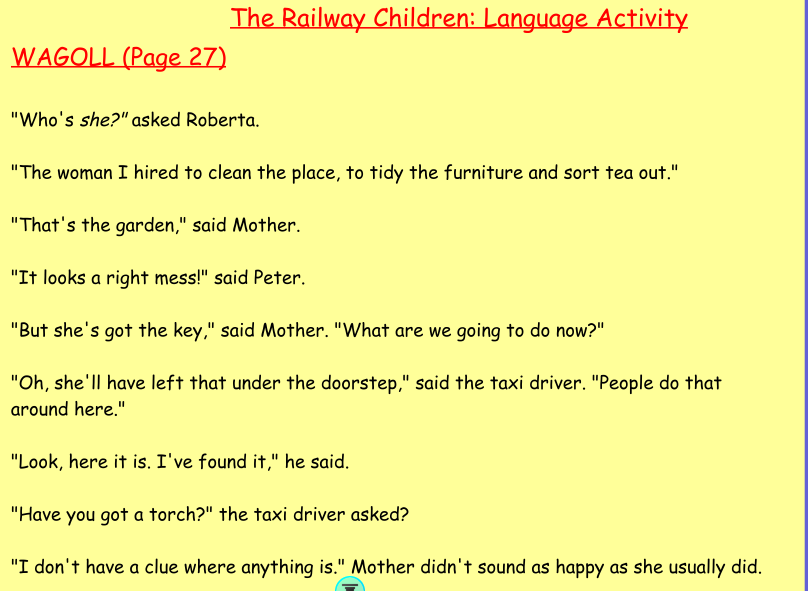 The Railway Children: Language Activity
WAGOLL (Page 27)
"Who's she?" asked Roberta.
"The woman I hired to clean the place, to tidy the furniture and sort tea out."
"That's the garden," said Mother.
"It looks a right mess!" said Peter.
"But she's got the key," said Mother. "What are we going to do now?"
"Oh, she'll have left that under the doorstep," said the taxi driver. "People do that
around here."
"Look, here it is. I've found it," he said.
"Have you got a torch?" the taxi driver asked?
"I don't have a clue where anything is." Mother didn't sound as happy as she usually did.